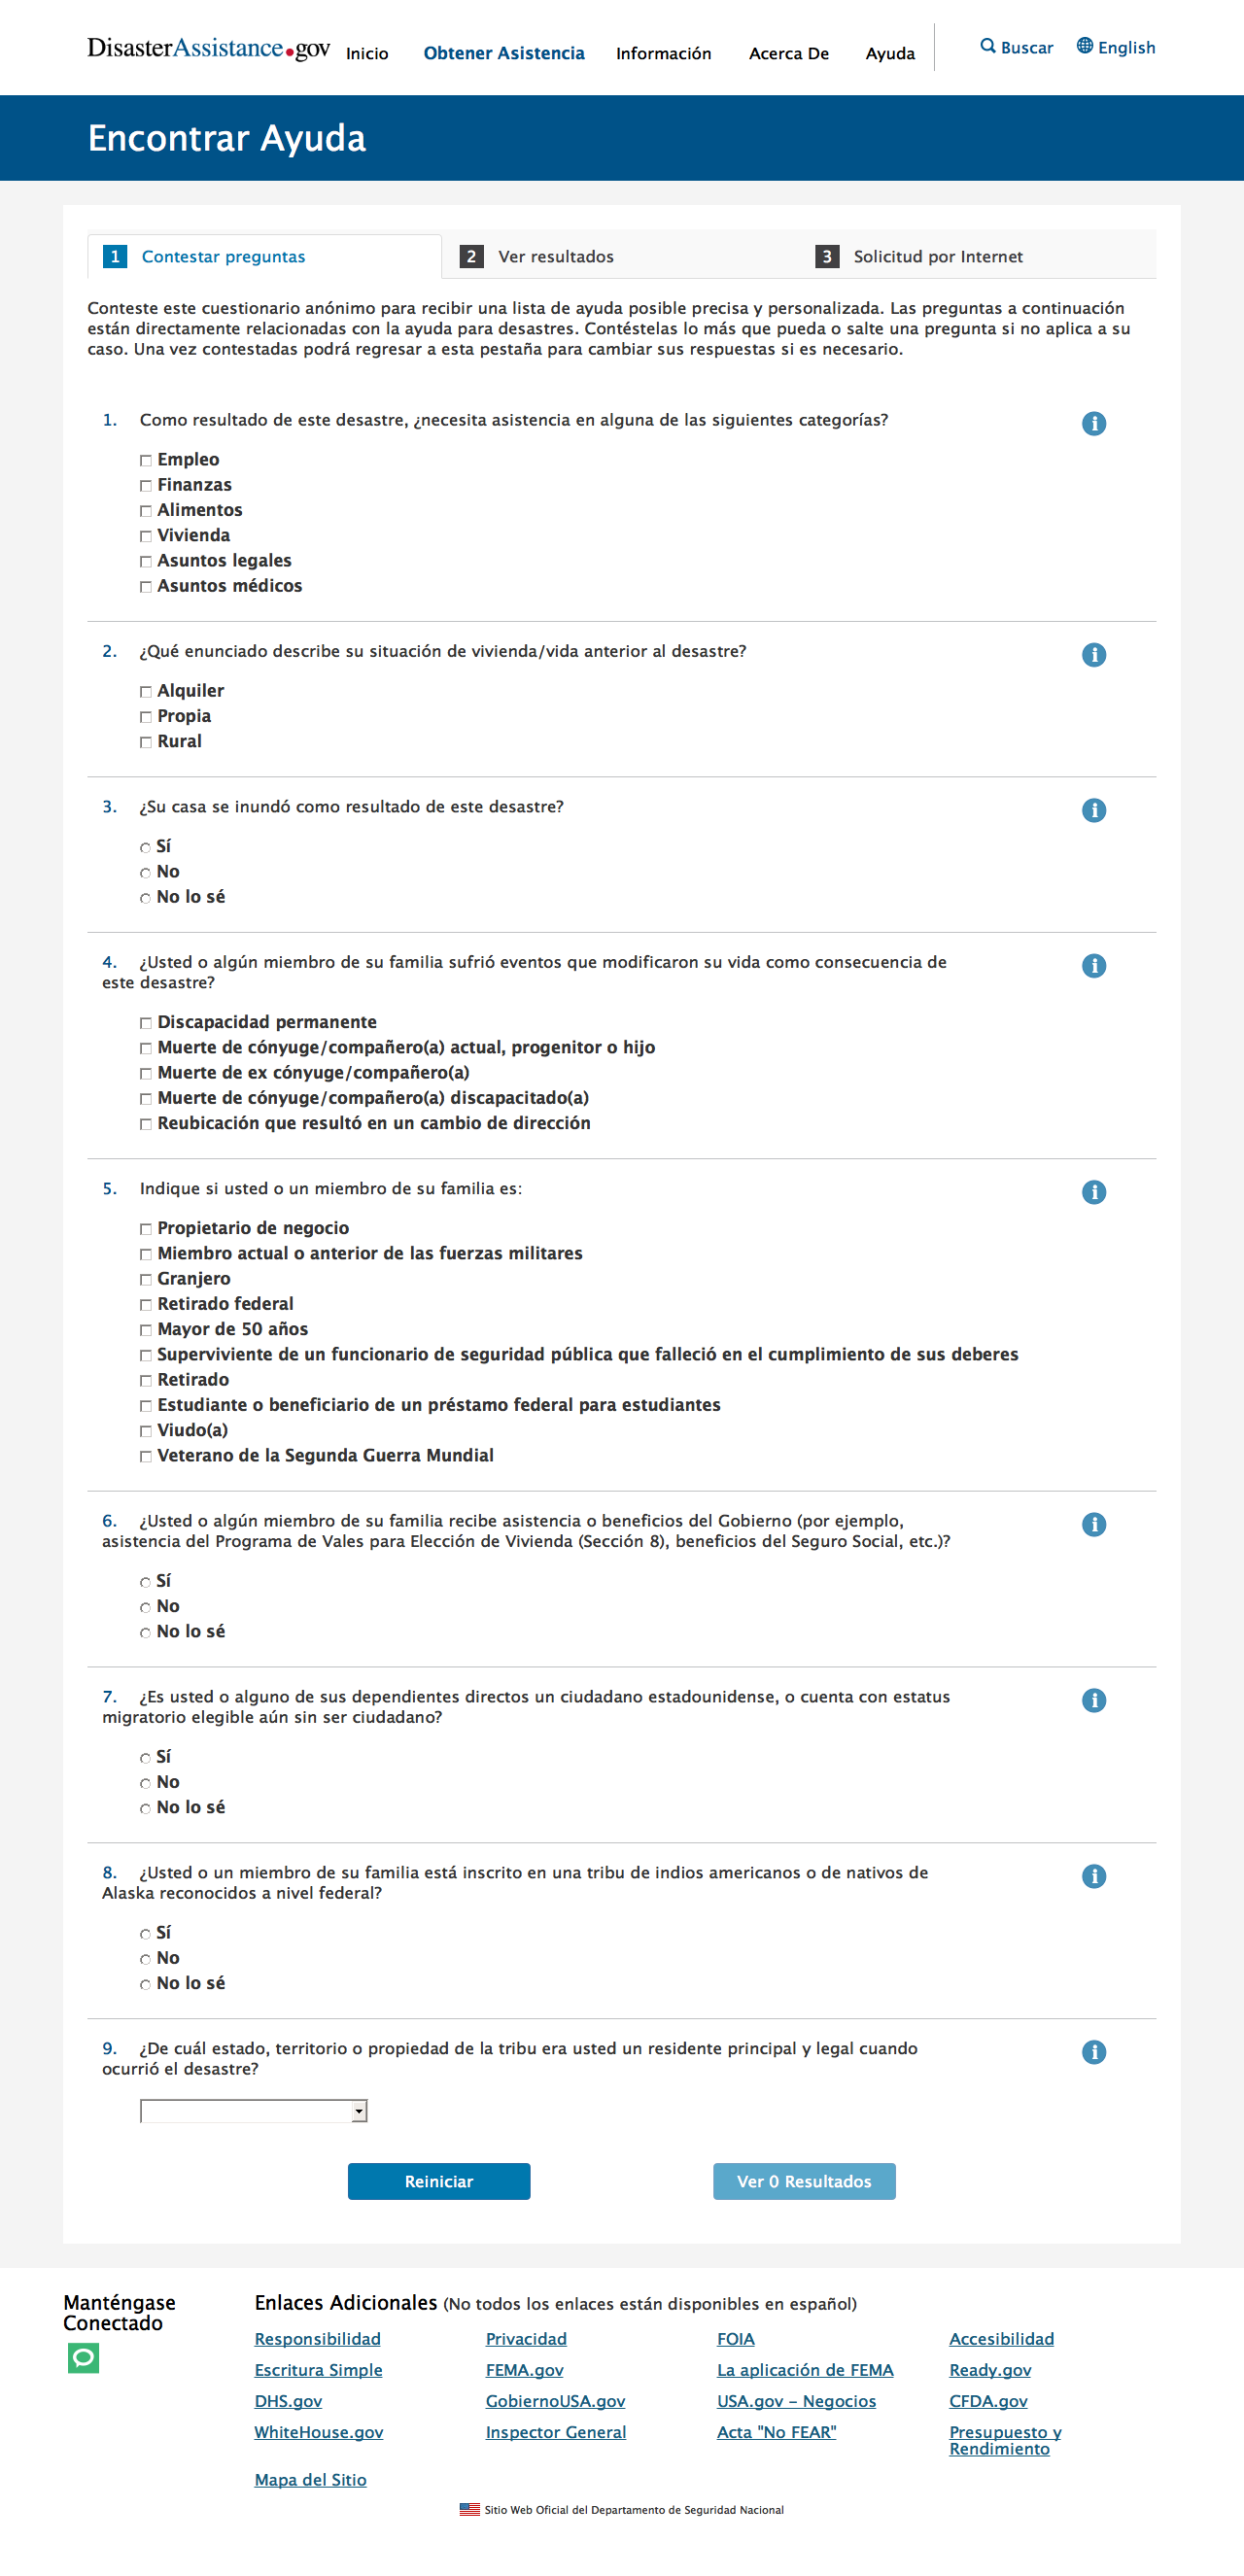 DisasterAssistance.gov Inicio Obtener Asistencia Información Acerca De Ayuda Buscar English
Encontrar Ayuda
1 Contestar preguntas 2 Ver resultados 3 Solicitud por Internet
Conteste este cuestionario anónimo para recibir una lista de ayuda posible precisa y personalizada. Las preguntas a continuación
están directamente relacionadas con la ayuda para desastres. Contéstelas lo más que pueda o salte una pregunta si no aplica a su
caso. Una vez contestadas podrá regresar a esta pestaña para cambiar sus respuestas si es necesario.
1. Como resultado de este desastre, ¿necesita asistencia en alguna de las siguientes categorías?
Empleo
Finanzas
Alimentos
Vivienda
Asuntos legales
Asuntos médicos
2. ¿Qué enunciado describe su situación de vivienda/vida anterior al desastre?
Alquiler
Propia
Rural
3. ¿Su casa se inundó como resultado de este desastre?
Sí
No
No lo sé
4. ¿Usted o algún miembro de su familia sufrió eventos que modificaron su vida como consecuencia de
este desastre?
Discapacidad permanente
Muerte de cónyuge/compañero(a) actual, progenitor o hijo
Muerte de ex cónyuge/compañero(a)
Muerte de cónyuge/compañero(a) discapacitado(a)
Reubicación que resultó en un cambio de dirección
5. Indique si usted o un miembro de su familia es:
Propietario de negocio
Miembro actual o anterior de las fuerzas militares
Granjero
Retirado federal
Mayor de 50 años
Superviviente de un funcionario de seguridad pública que falleció en el cumplimiento de sus deberes
Retirado
Estudiante o beneficiario de un préstamo federal para estudiantes
Viudo(a)
Veterano de la Segunda Guerra Mundial
6. ¿Usted o algún miembro de su familia recibe asistencia o beneficios del Gobierno (por ejemplo,
asistencia del Programa de Vales para Elección de Vivienda (Sección 8), beneficios del Seguro Social, etc.)?
Sí
No
No lo sé
7. ¿Es usted o alguno de sus dependientes directos un ciudadano estadounidense, o cuenta con estatus
migratorio elegible aún sin ser ciudadano?
Sí
No
No lo sé
8. ¿Usted o un miembro de su familia está inscrito en una tribu de indios americanos o de nativos de
Alaska reconocidos a nivel federal?
Sí
No
No lo sé
9. ¿De cuál estado, territorio o propiedad de la tribu era usted un residente principal y legal cuando
ocurrió el desastre?
Reiniciar Ver 0 Resultados
Manténgase
Conectado
Enlaces Adicionales (No todos los enlaces están disponibles en español)
Responsibilidad Privacidad FOIA Accesibilidad
Escritura Simple FEMA.gov La aplicación de FEMA Ready.gov
DHS.gov GobiernoUSA.gov USA.gov - Negocios CFDA.gov
WhiteHouse.gov Inspector General Acta "No FEAR" Presupuesto y
Rendimiento
Mapa del Sitio
Sitio Web Oficial del Departamento de Seguridad Nacional